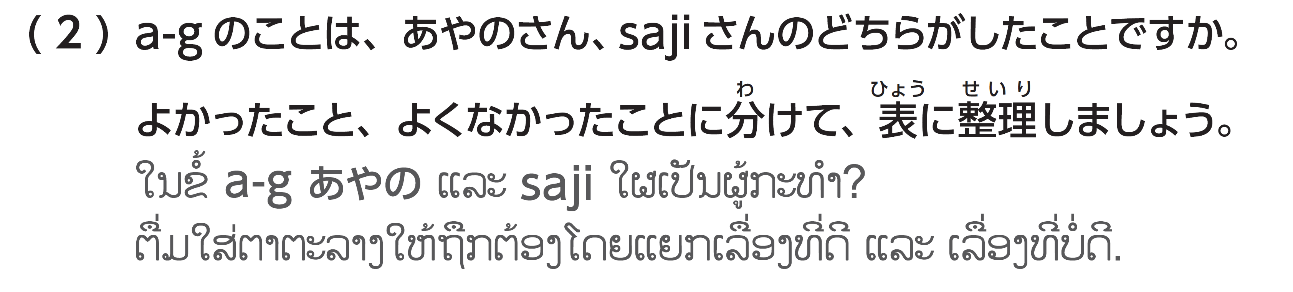 (2) a-g のことは、あやのさん、saji さんのどちらがしたことですか。
わ ひょう せいり
よかったこと、よくなかったことに分けて、表に整理しましょう。
ໃນຂໍ້ a-g あやの ແລະ saji ໃຜເປັນຜູ້ກະທຳ?
ຕື່ມໃສ່ຕາຕະລາງໃຫ້ຖືກຕ້ອງໂດຍແຍກເລື່ອງທີ່ດີ ແລະ ເລື່ອງທີ່ບໍ່ດີ.